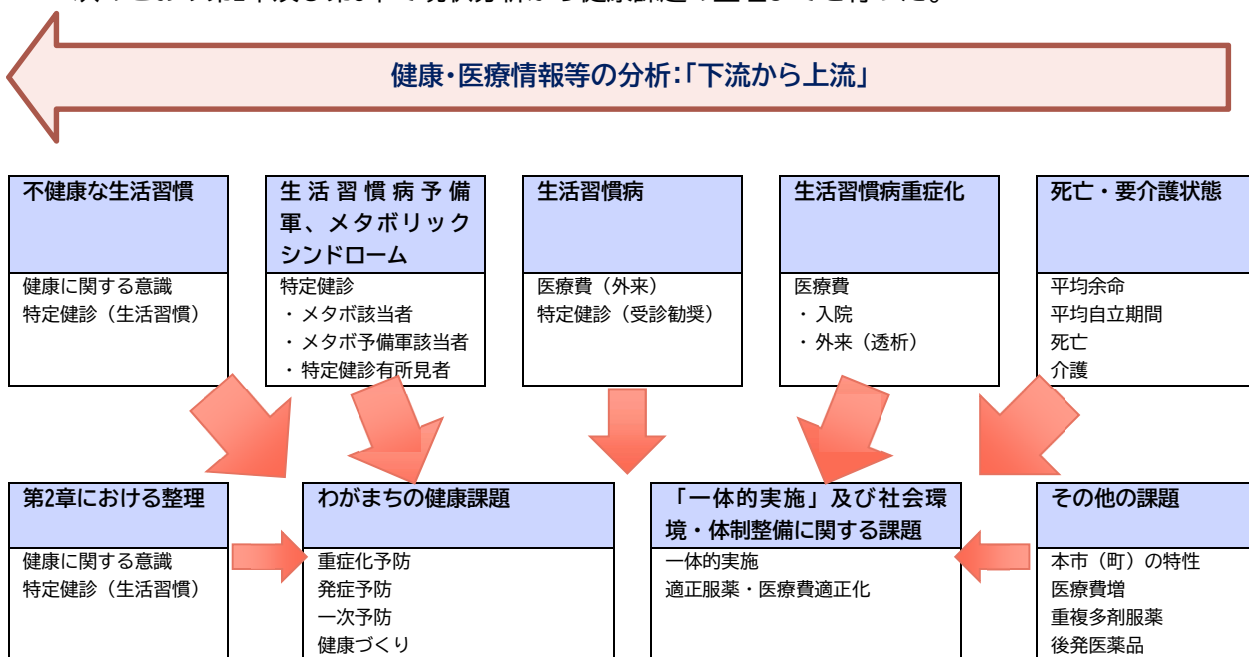 健康・医療情報等の分析：「下流から上流」
不健康な生活習慣
健康に関する意識
特定健診（生活習慣）
生活習慣病予備
軍、メタボリック
シンドローム
特定健診
・メタボ該当者
・メタボ予備軍該当者
・特定健診有所見者
生活習慣病
医療費（外来）
特定健診（受診勧奨）
生活習慣病重症化
医療費
・入院
・外来（透析）
死亡・要介護状態
平均余命
平均自立期間
死亡
介護
第2章における整理
健康に関する意識
特定健診（生活習慣）
わがまちの健康課題
重症化予防
発症予防
一次予防
健康づくり
「一体的実施」及び社会環
境・体制整備に関する課題
一体的実施
適正服薬・医療費適正化
その他の課題
本市（町）の特性
医療費増
重複多剤服薬
後発医薬品